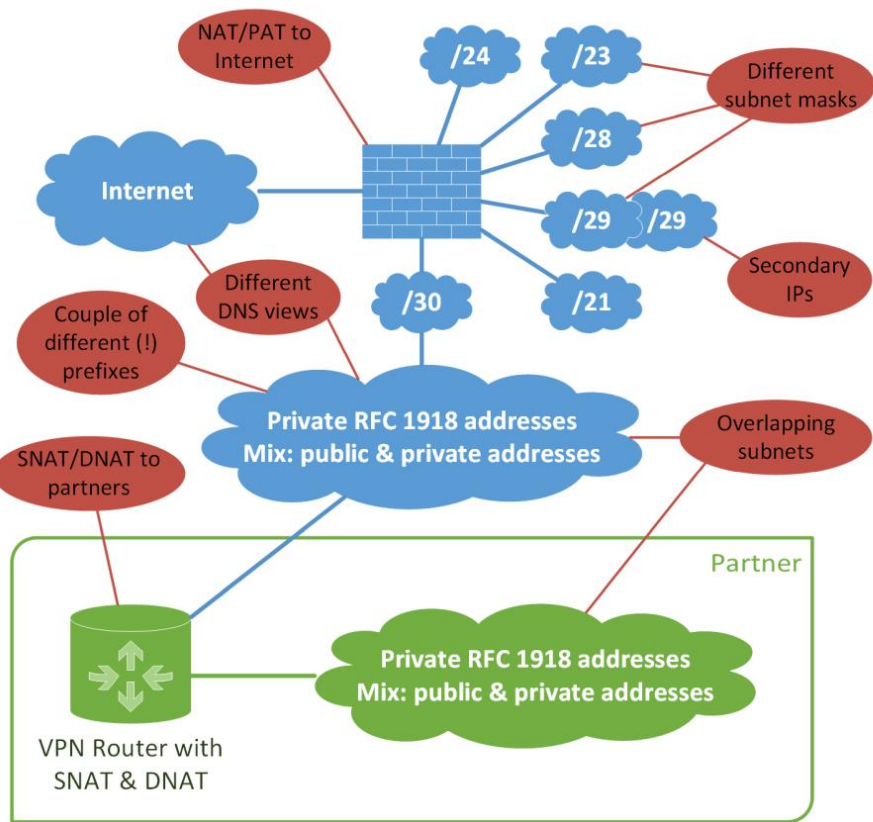 NAT/PAT to
Internet
/24
/23
Different
subnet masks
/28
Internet
/29
/29
Secondary
IPs
Different
DNS views
/30
/21
Couple of
different (!)
prefixes
Private RFC 1918 addresses
Mix: public & private addresses
Overlapping
subnets
SNAT/DNAT to
partners
Partner
Private RFC 1918 addresses
Mix: public & private addresses
VPN Router with
SNAT & DNAT